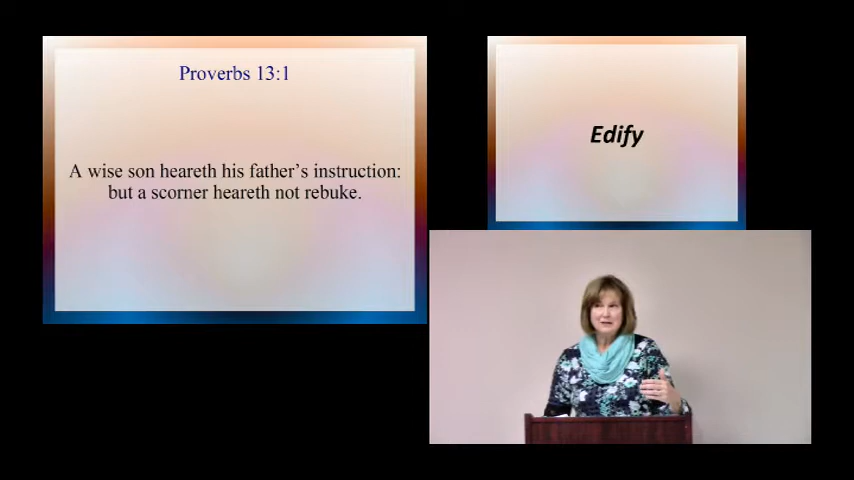 Proverbs 13:1
A wise son heareth his father's instruction:
but a scorner heareth not rebuke.
Edify